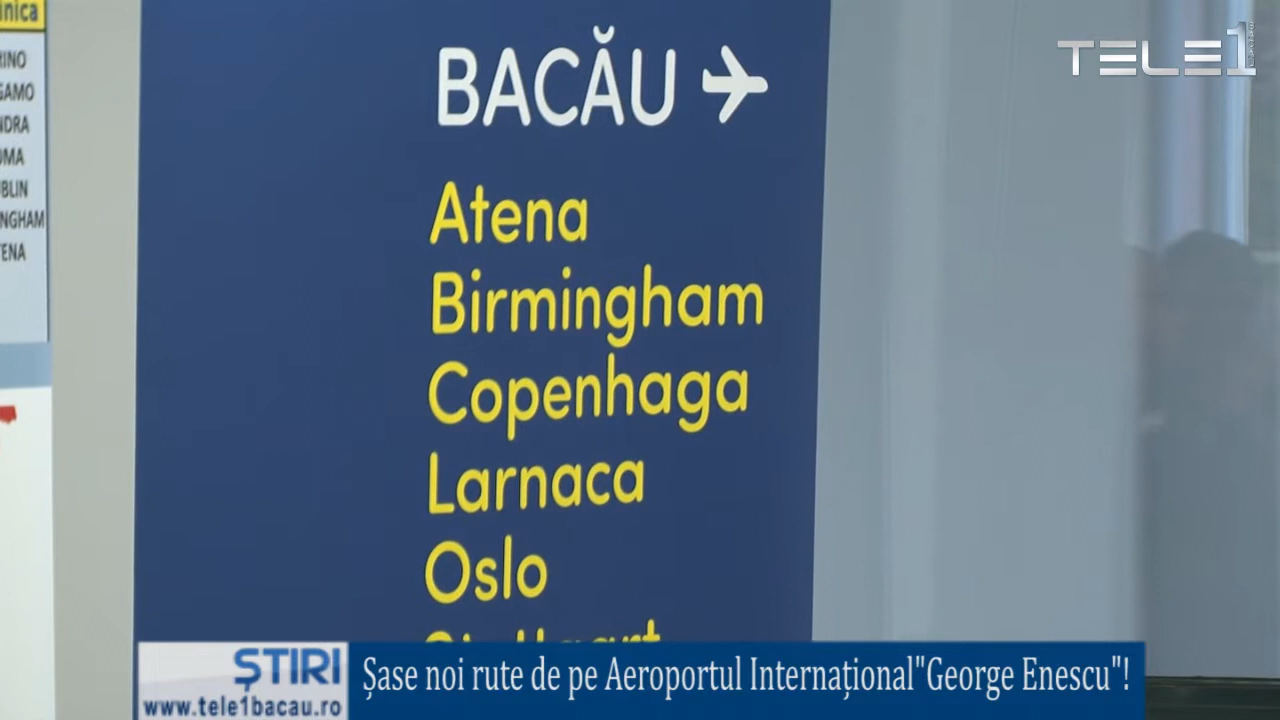 BACĂU
Atena
Birmingham
Copenhaga
Larnaca
Oslo
TELE1
ȘTIRI
www.tele1bacau.ro
Șase noi rute de pe Aeroportul Internațional"George Enescu"!